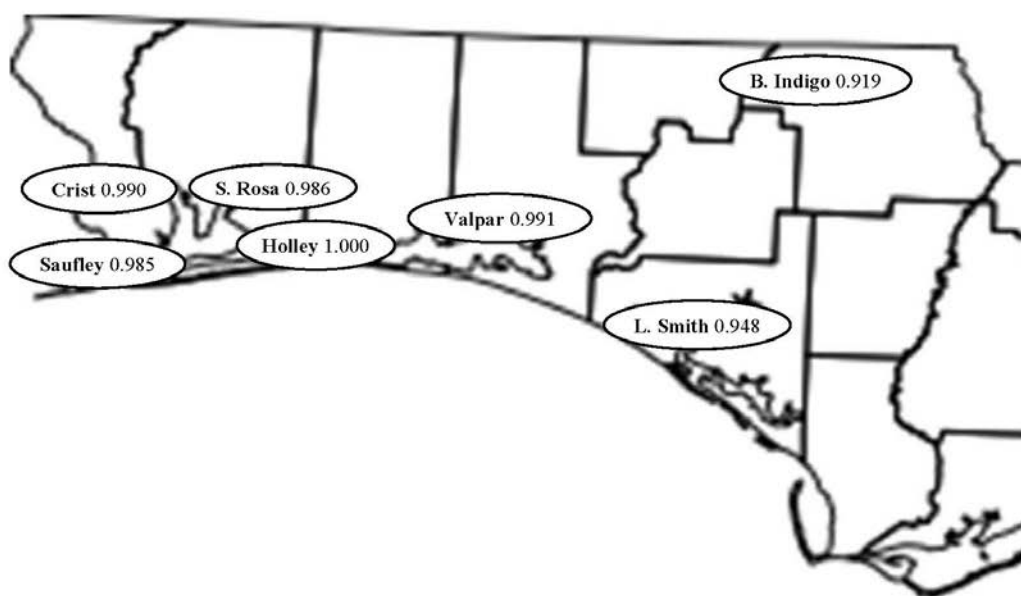 B. Indigo 0.919
Crist 0.990
S. Rosa 0.986
Valpar 0.991
Holley 1.000
Saufley 0.985
L. Smith 0.948